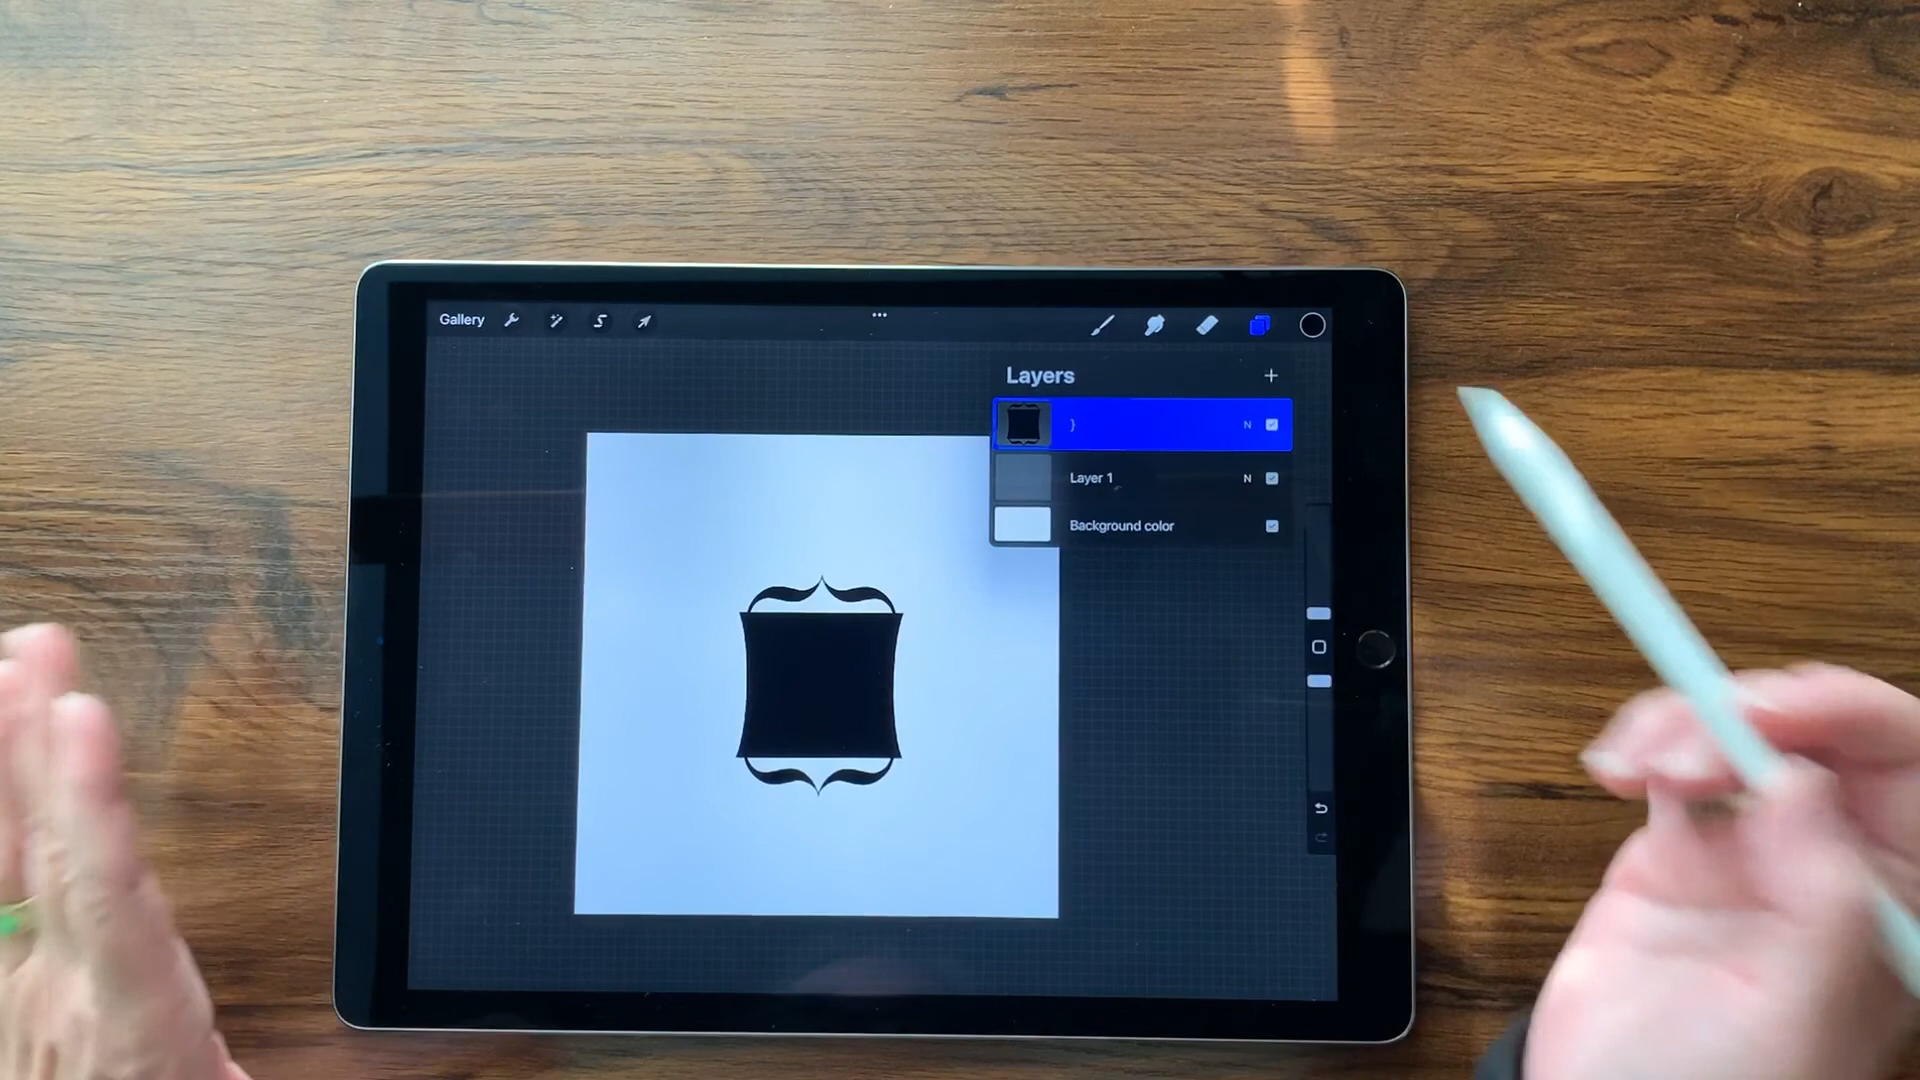 Gallery
Layers
} N
Layer 1 N
Background color